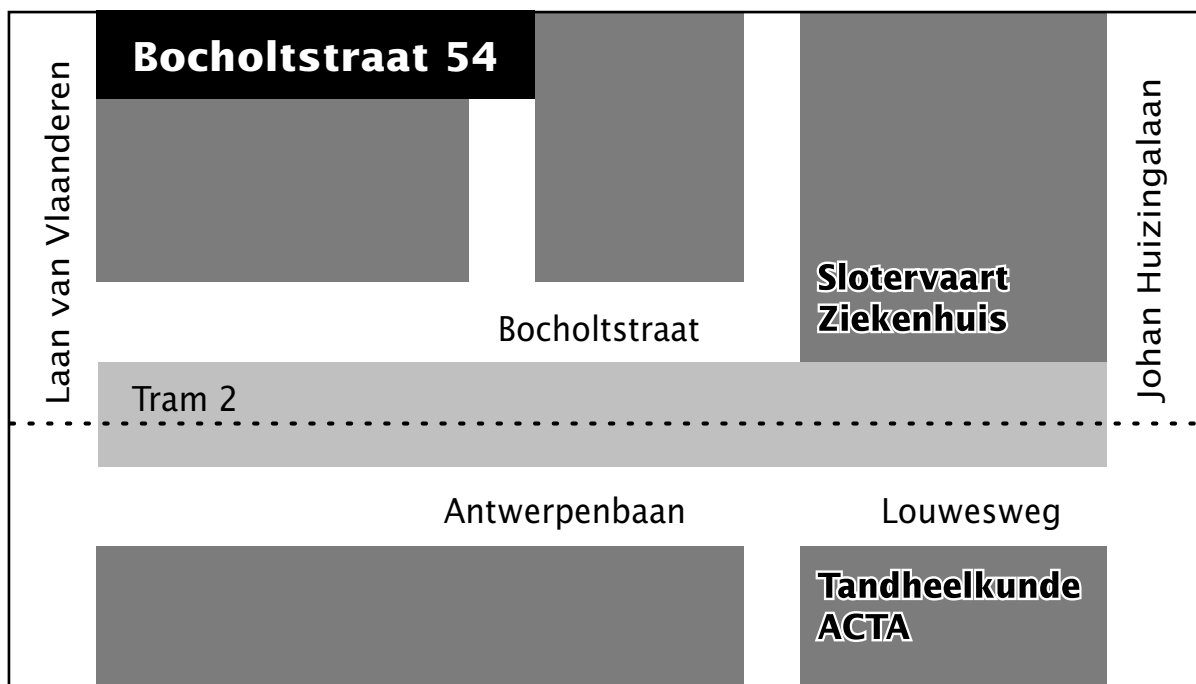 Bocholtstraat 54
Laan van Vlaanderen
Johan Huizingalaan
Slotervaart
Ziekenhuis
Bocholtstraat
Tram 2
Antwerpenbaan
Louwesweg
Tandheelkunde
ACTA